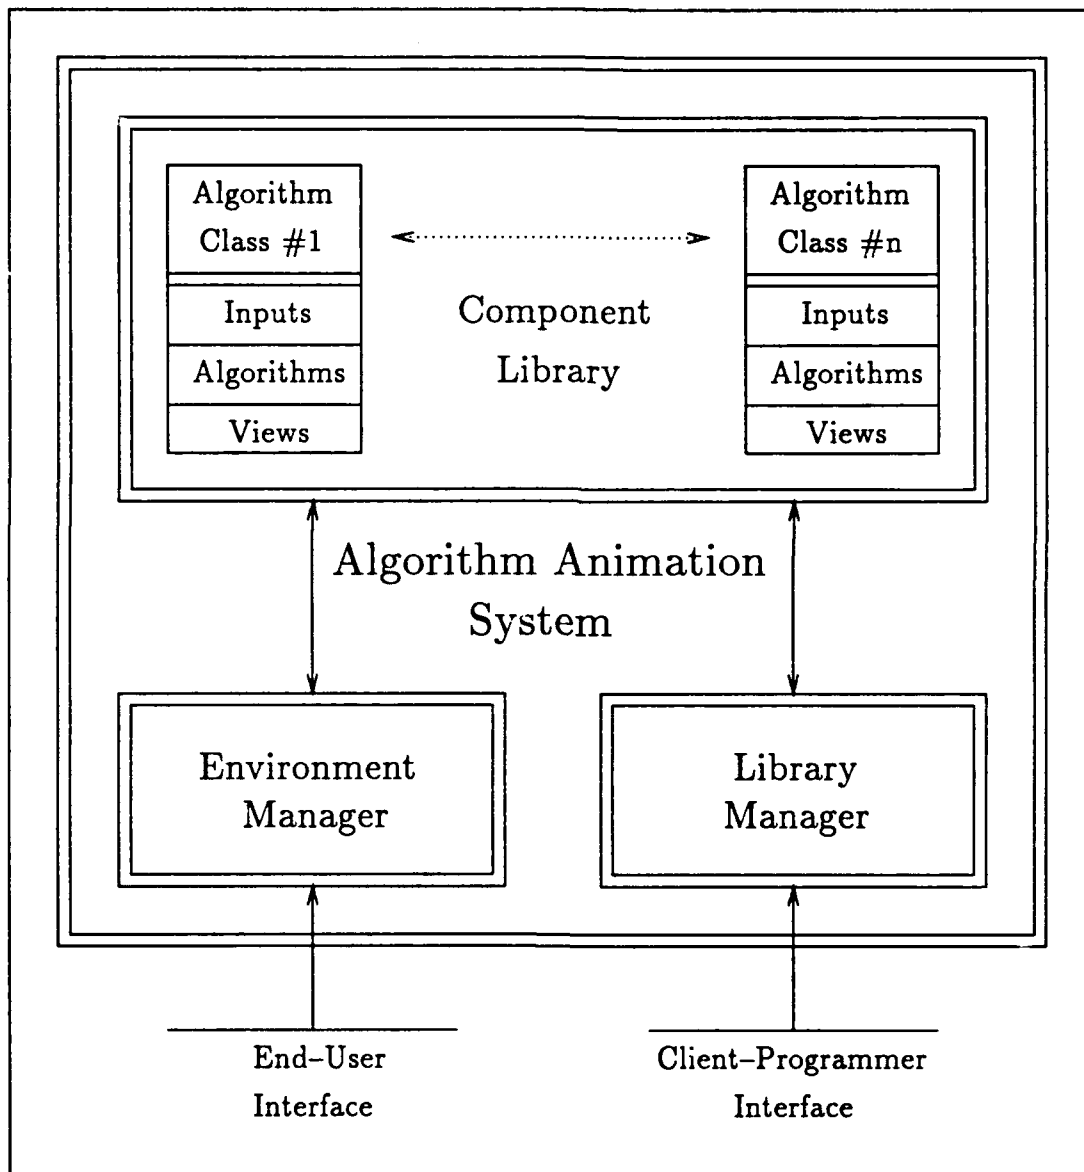 Algorithm
Class #1
Inputs
Algorithms
Views
Component
Library
Algorithm
Class #n
Inputs
Algorithms
Views
Algorithm Animation
System
Environment
Manager
Library
Manager
End–User
Interface
Client–Programmer
Interface